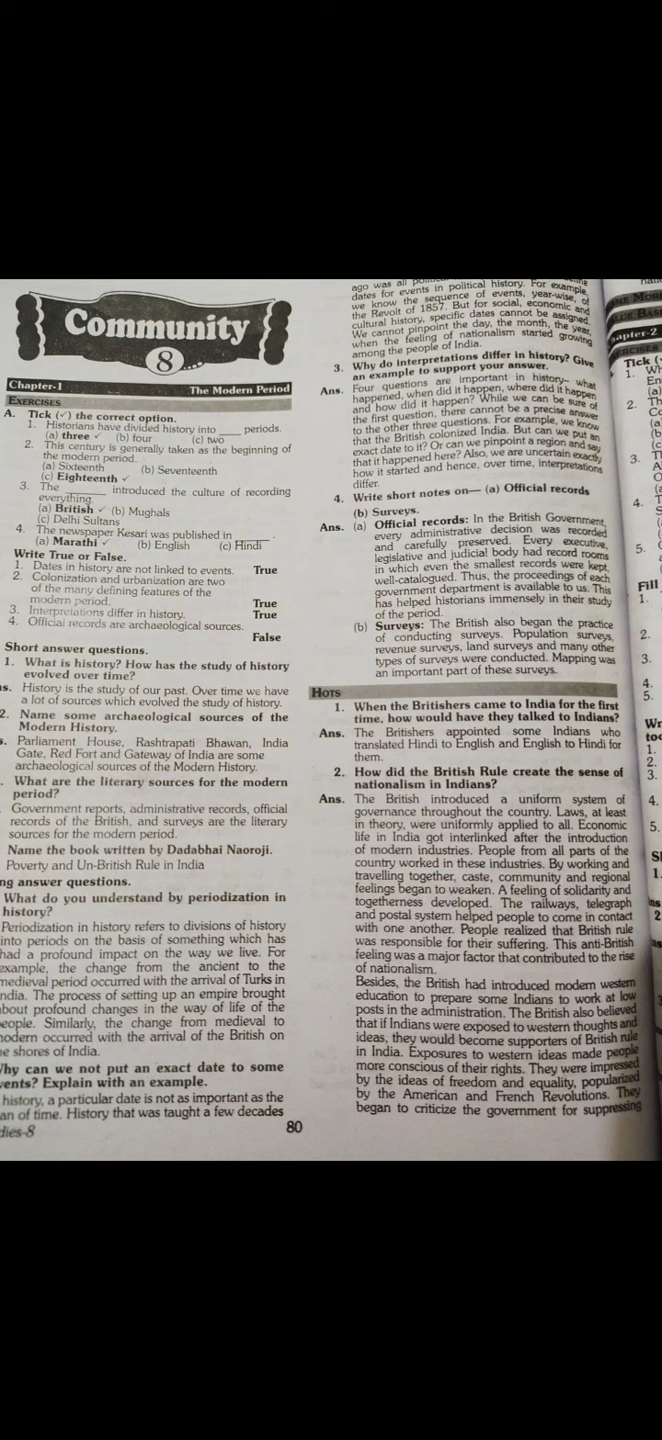 Community
8
Chapter-1 The Modern Period
EXERCISES
A. Tick (✓) the correct option.
1. Historians have divided history into ____ periods.
(a) three ✓ (b) four (c) two
2. This century is generally taken as the beginning of
the modern period.
(a) Sixteenth (b) Seventeenth
(c) Eighteenth ✓
3. The ____ introduced the culture of recording
everything.
(a) British ✓ (b) Mughals
(c) Delhi Sultans
4. The newspaper Kesari was published in ____ .
(a) Marathi ✓ (b) English (c) Hindi
Write True or False.
1. Dates in history are not linked to events. True
2. Colonization and urbanization are two
of the many defining features of the
modern period. True
3. Interpretations differ in history. True
4. Official records are archaeological sources.
False
Short answer questions.
1. What is history? How has the study of history
evolved over time?
History is the study of our past. Over time we have
a lot of sources which evolved the study of history.
2. Name some archaeological sources of the
Modern History.
Parliament House, Rashtrapati Bhawan, India
Gate, Red Fort and Gateway of India are some
archaeological sources of the Modern History.
What are the literary sources for the modern
period?
Government reports, administrative records, official
records of the British, and surveys are the literary
sources for the modern period.
Name the book written by Dadabhai Naoroji.
Poverty and Un-British Rule in India
ng answer questions.
What do you understand by periodization in
history?
Periodization in history refers to divisions of history
into periods on the basis of something which has
had a profound impact on the way we live. For
example, the change from the ancient to the
medieval period occurred with the arrival of Turks in
ndia. The process of setting up an empire brought
about profound changes in the way of life of the
people. Similarly, the change from medieval to
modern occurred with the arrival of the British on
e shores of India.
Why can we not put an exact date to some
vents? Explain with an example.
history, a particular date is not as important as the
an of time. History that was taught a few decades
dies-8 80
ago was all
dates for events in political history. For example,
we know the sequence of events, year-wise, of
the Revolt of 1857. But for social, economic and
cultural history, specific dates cannot be assigned.
We cannot pinpoint the day, the month, the year,
when the feeling of nationalism started growing
among the people of India.
3. Why do interpretations differ in history? Give
an example to support your answer.
Ans. Four questions are important in history— what
happened, when did it happen, where did it happen
and how did it happen? While we can be sure of
the first question, there cannot be a precise answer
to the other three questions. For example, we know
that the British colonized India. But can we put an
exact date to it? Or can we pinpoint a region and say
that it happened here? Also, we are uncertain exactly
how it started and hence, over time, interpretations
differ.
4. Write short notes on— (a) Official records
(b) Surveys.
Ans. (a) Official records: In the British Government,
every administrative decision was recorded
and carefully preserved. Every executive,
legislative and judicial body had record rooms
in which even the smallest records were kept,
well-catalogued. Thus, the proceedings of each
government department is available to us. This
has helped historians immensely in their study
of the period.
(b) Surveys: The British also began the practice
of conducting surveys. Population surveys,
revenue surveys, land surveys and many other
types of surveys were conducted. Mapping was
an important part of these surveys.
HOTS
1. When the Britishers came to India for the first
time, how would have they talked to Indians?
Ans. The Britishers appointed some Indians who
translated Hindi to English and English to Hindi for
them.
2. How did the British Rule create the sense of
nationalism in Indians?
Ans. The British introduced a uniform system of
governance throughout the country. Laws, at least
in theory, were uniformly applied to all. Economic
life in India got interlinked after the introduction
of modern industries. People from all parts of the
country worked in these industries. By working and
travelling together, caste, community and regional
feelings began to weaken. A feeling of solidarity and
togetherness developed. The railways, telegraph
and postal system helped people to come in contact
with one another. People realized that British rule
was responsible for their suffering. This anti-British
feeling was a major factor that contributed to the rise
of nationalism.
Besides, the British had introduced modern western
education to prepare some Indians to work at low
posts in the administration. The British also believed
that if Indians were exposed to western thoughts and
ideas, they would become supporters of British rule
in India. Exposures to western ideas made people
more conscious of their rights. They were impressed
by the ideas of freedom and equality, popularized
by the American and French Revolutions. They
began to criticize the government for suppressing
apter-2
Tick (
1.
2.
3.
4.
5.
Fill
1.
2.
3.
4.
5.
1.
2.
3.
4.
5.
1.
2